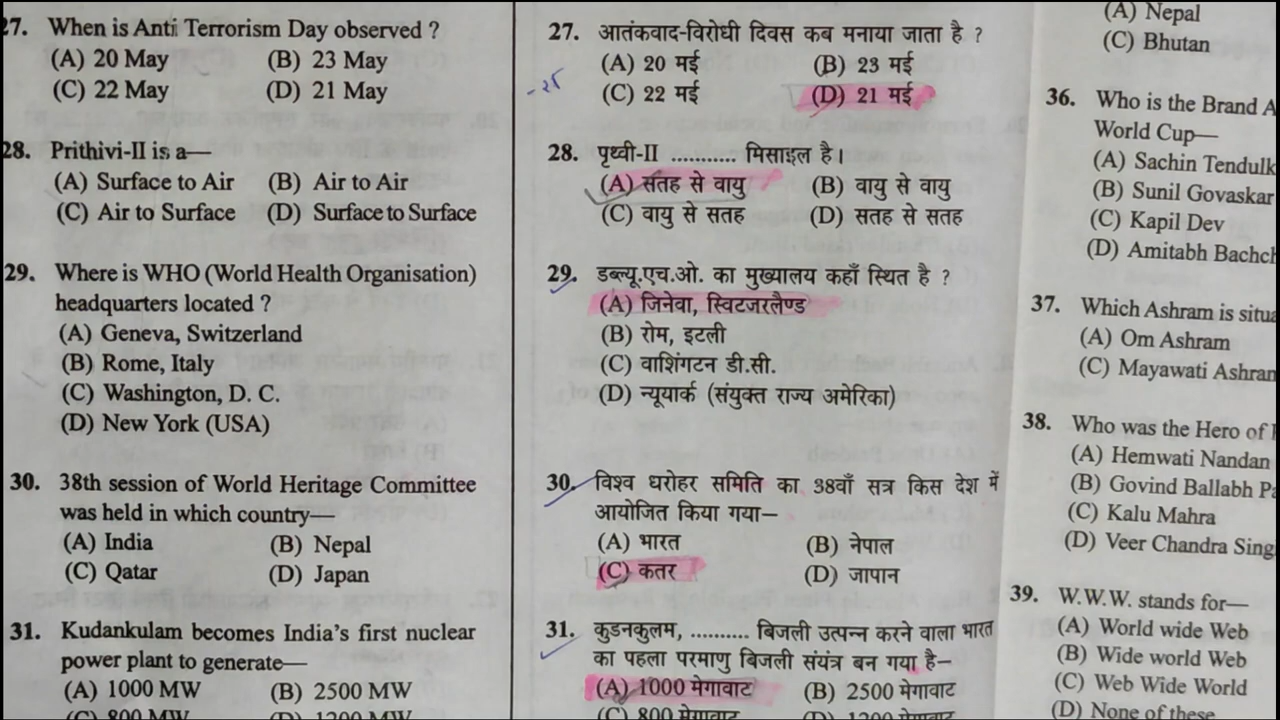 27. When is Anti Terrorism Day observed ?
(A) 20 May (B) 23 May
(C) 22 May (D) 21 May
28. Prithivi-II is a—
(A) Surface to Air (B) Air to Air
(C) Air to Surface (D) Surface to Surface
29. Where is WHO (World Health Organisation)
headquarters located ?
(A) Geneva, Switzerland
(B) Rome, Italy
(C) Washington, D. C.
(D) New York (USA)
30. 38th session of World Heritage Committee
was held in which country—
(A) India (B) Nepal
(C) Qatar (D) Japan
31. Kudankulam becomes India's first nuclear
power plant to generate—
(A) 1000 MW (B) 2500 MW
(C) 800 MW (D) 1200 MW
27. आतंकवाद-विरोधी दिवस कब मनाया जाता है ?
(A) 20 मई (B) 23 मई
(C) 22 मई (D) 21 मई
28. पृथ्वी-II ........... मिसाइल है।
(A) सतह से वायु (B) वायु से वायु
(C) वायु से सतह (D) सतह से सतह
29. डब्ल्यू.एच.ओ. का मुख्यालय कहाँ स्थित है ?
(A) जिनेवा, स्विटजरलैण्ड
(B) रोम, इटली
(C) वाशिंगटन डी.सी.
(D) न्यूयार्क (संयुक्त राज्य अमेरिका)
30. विश्व धरोहर समिति का 38वाँ सत्र किस देश में
आयोजित किया गया—
(A) भारत (B) नेपाल
(C) कतर (D) जापान
31. कुडनकुलम, .......... बिजली उत्पन्न करने वाला भारत
का पहला परमाणु बिजली संयंत्र बन गया है—
(A) 1000 मेगावाट (B) 2500 मेगावाट
(C) 800 मेगावाट (D) 1200 मेगावाट
(A) Nepal
(C) Bhutan
36. Who is the Brand A
World Cup—
(A) Sachin Tendulk
(B) Sunil Govaskar
(C) Kapil Dev
(D) Amitabh Bachch
37. Which Ashram is situa
(A) Om Ashram
(C) Mayawati Ashram
38. Who was the Hero of
(A) Hemwati Nandan
(B) Govind Ballabh Pa
(C) Kalu Mahra
(D) Veer Chandra Sing
39. W.W.W. stands for—
(A) World wide Web
(B) Wide world Web
(C) Web Wide World
(D) None of these